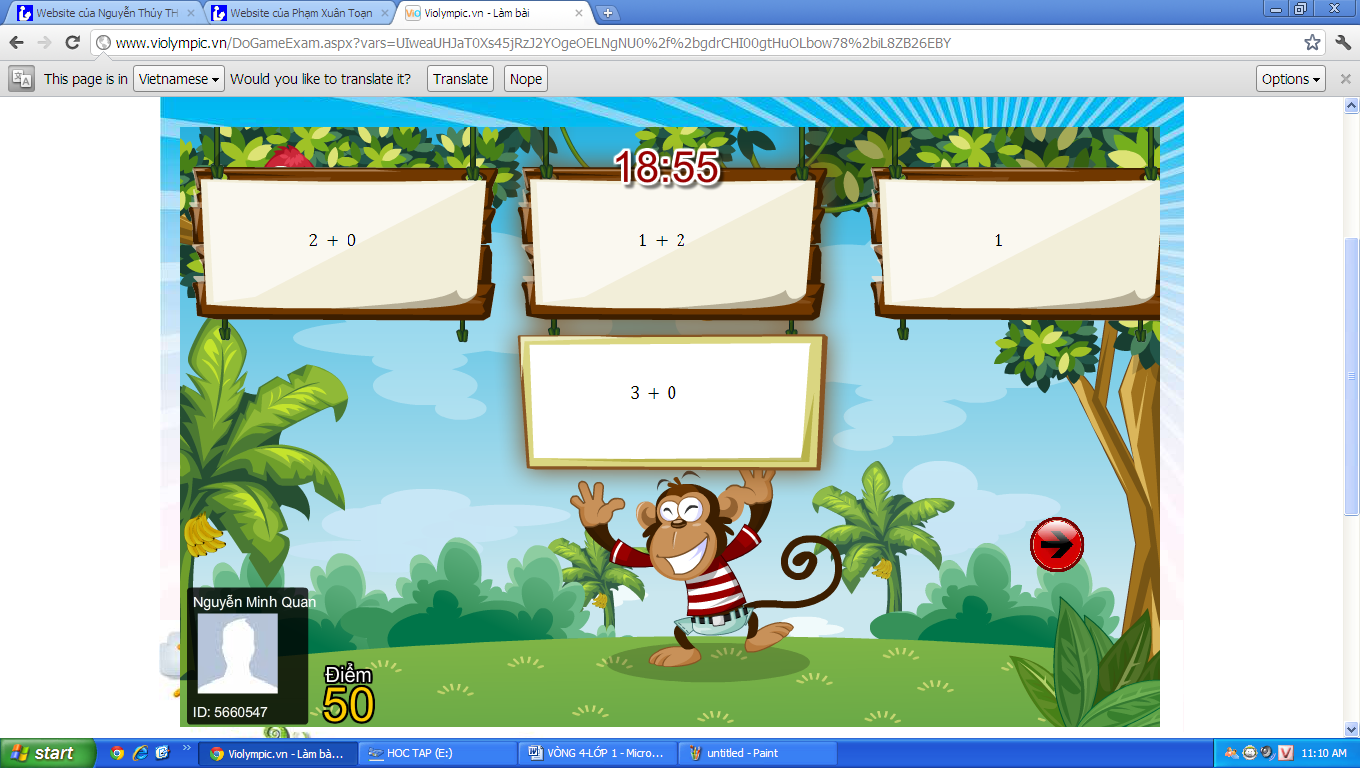 Website của Nguyễn Thúy TH
Website của Phạm Xuân Toạn
Violympic.vn - Làm bài
www.violympic.vn/DoGameExam.aspx?vars=UIweaUHJaT0Xs45jRzJ2YOgeOELNgNU0%2f%2bgdrCHI00gtHuOLbow78%2biL8ZB26EBY
This page is in Vietnamese Would you like to translate it? Translate Nope Options
18:55
2 + 0
1 + 2
1
3 + 0
Nguyễn Minh Quan
ID: 5660547
Điểm
50
start
Violympic.vn - Làm bà...
HOC TAP (E:)
VÒNG 4-LỚP 1 - Micro...
untitled - Paint
11:10 AM